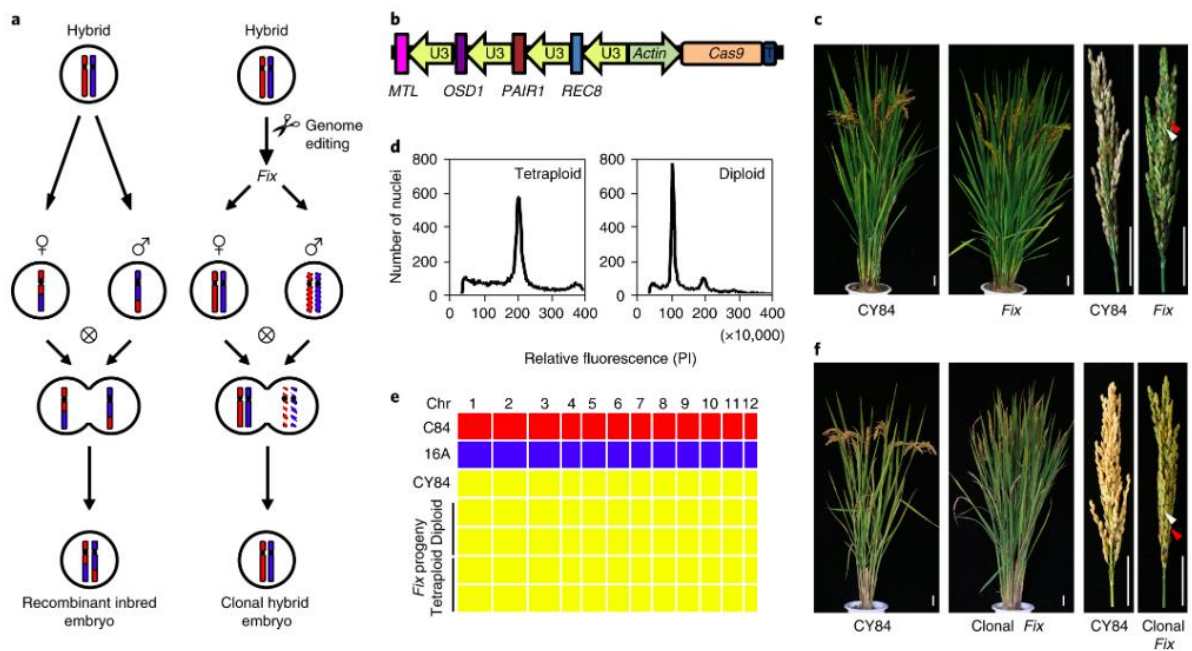 a
Hybrid
Hybrid
Genome
editing
Fix
♀
♂
♀
♂
Recombinant inbred
embryo
Clonal hybrid
embryo
b
U3
U3
U3
U3
Actin
Cas9
T
MTL
OSD1
PAIR1
REC8
c
CY84
Fix
CY84
Fix
d
Number of nuclei
800
600
400
200
0
Tetraploid
0
100
200
300
400
800
600
400
200
0
Diploid
0
100
200
300
400
(×10,000)
Relative fluorescence (PI)
e
Chr
1 2 3 4 5 6 7 8 9 10 11 12
C84
16A
CY84
Fix progeny
Tetraploid Diploid
f
CY84
Clonal Fix
CY84
Clonal
Fix